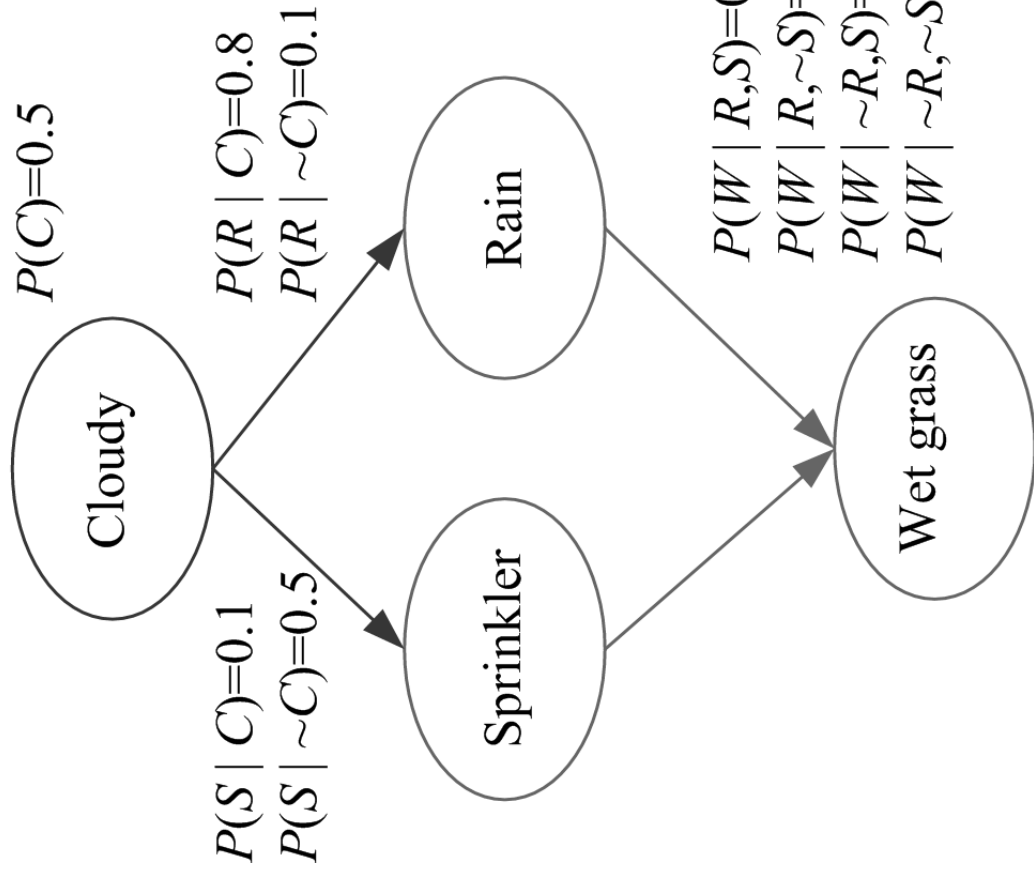 P(C)=0.5
Cloudy
P(S | C)=0.1
P(S | ~C)=0.5
P(R | C)=0.8
P(R | ~C)=0.1
Sprinkler
Rain
P(W | R,S)=
P(W | R,~S)=
P(W | ~R,S)=
P(W | ~R,~S
Wet grass